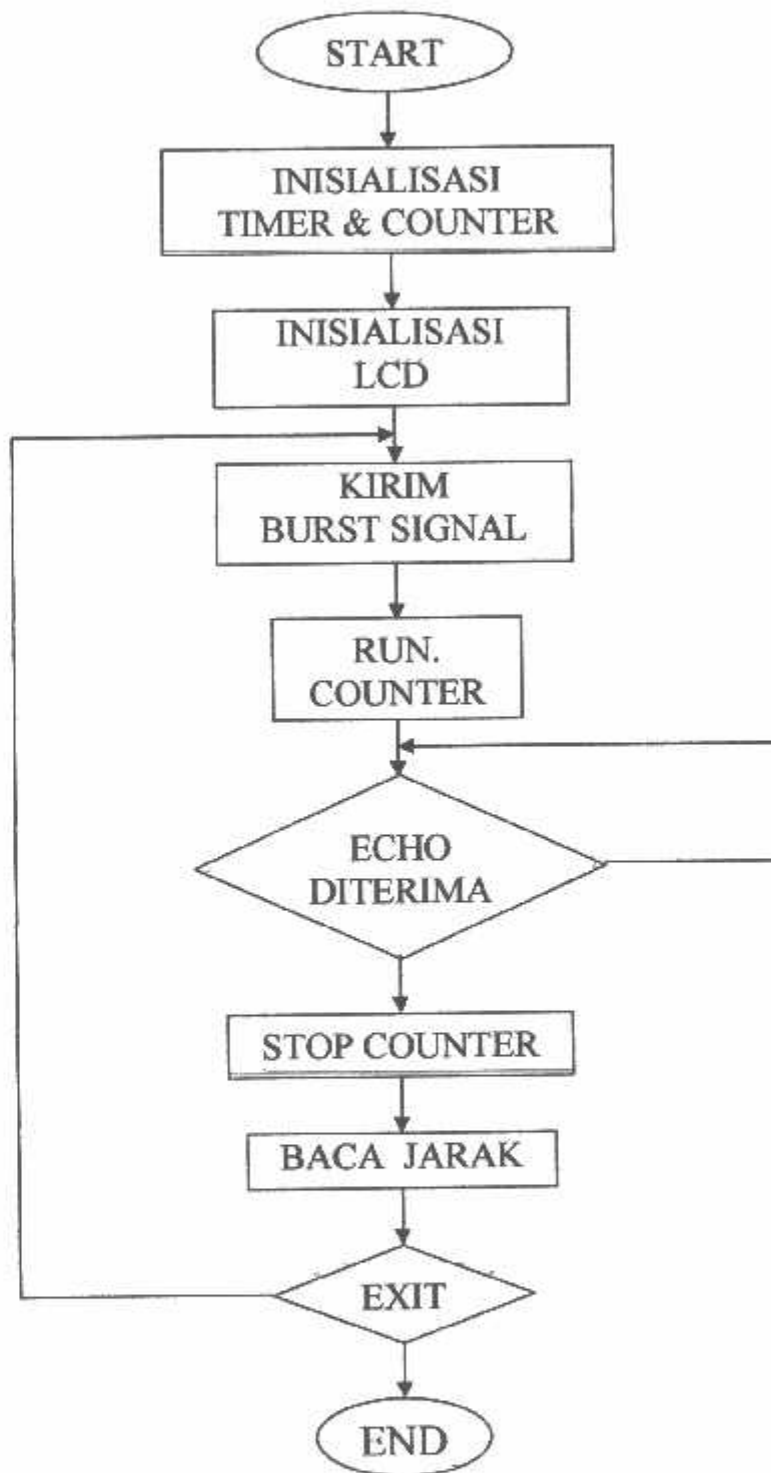 START
INISIALISASI
TIMER & COUNTER
INISIALISASI
LCD
KIRIM
BURST SIGNAL
RUN.
COUNTER
ECHO
DITERIMA
STOP COUNTER
BACA JARAK
EXIT
END